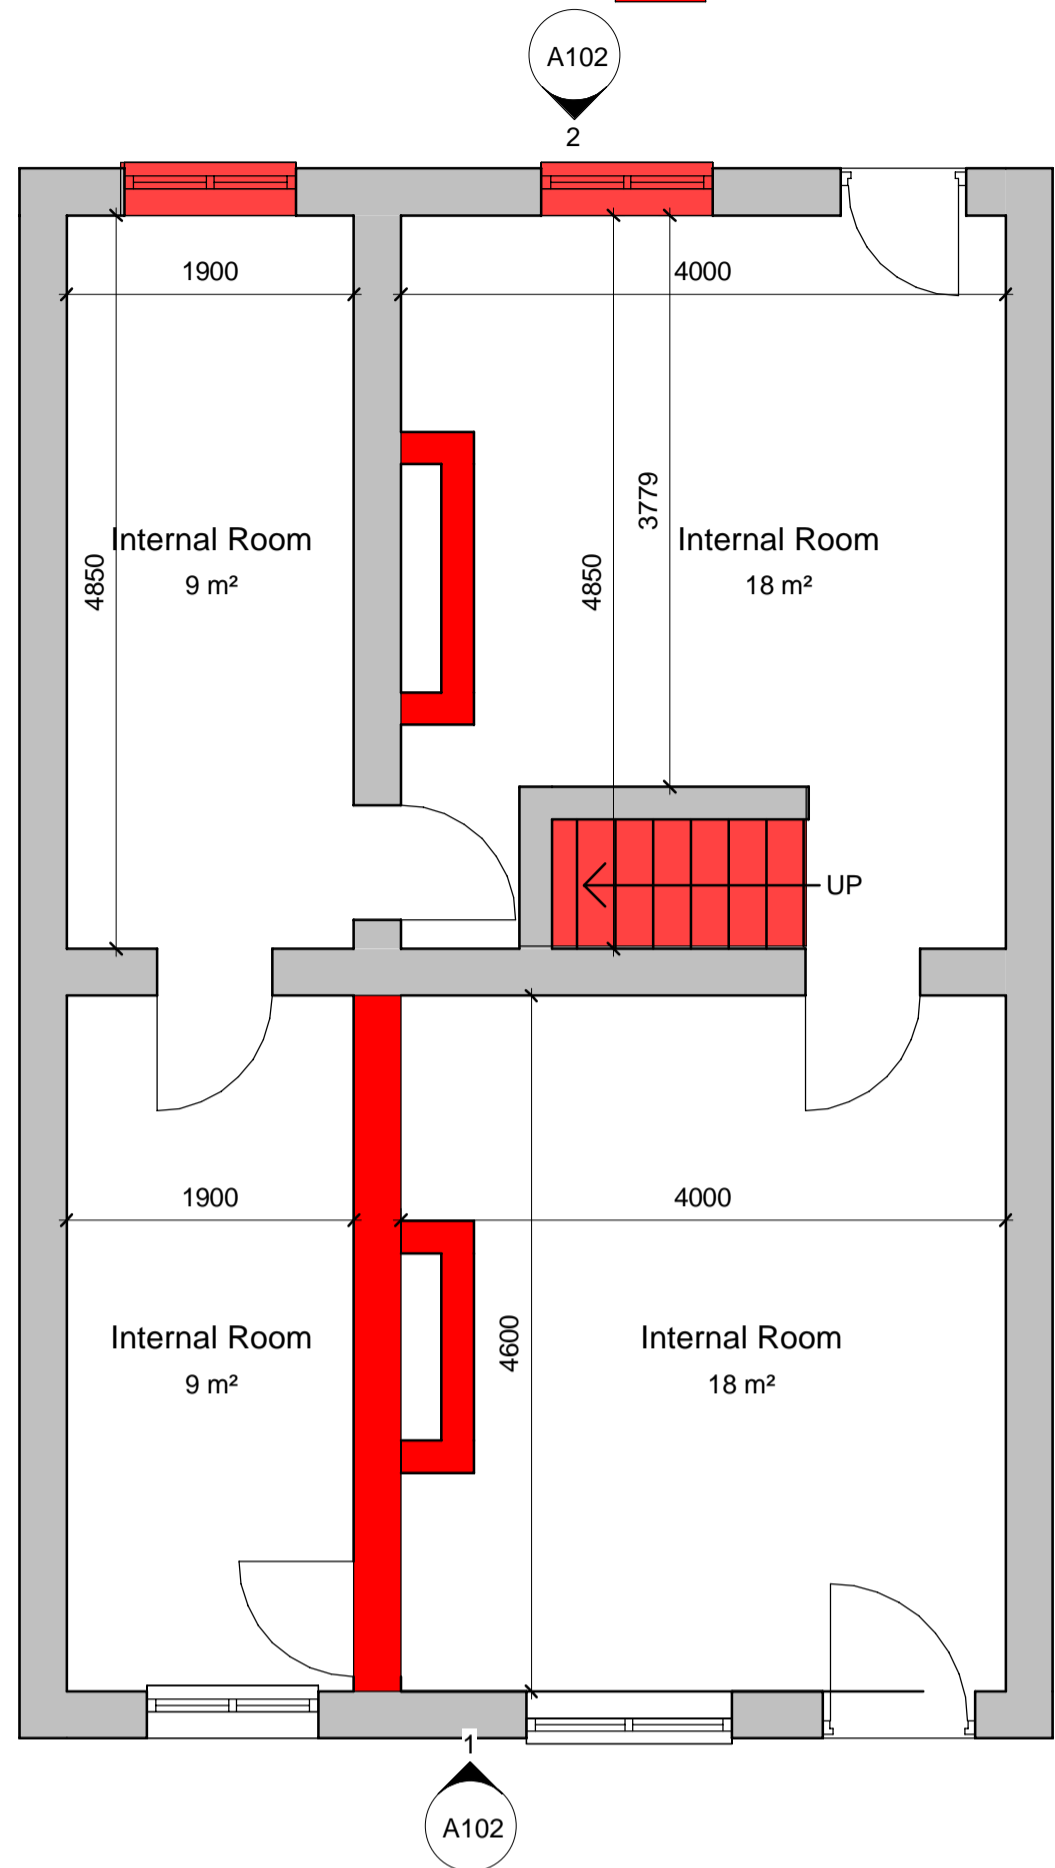 A102
2
1900
4000
3779
Internal Room
9 m²
Internal Room
18 m²
4850
4850
UP
1900
4000
4600
Internal Room
9 m²
Internal Room
18 m²
1
A102